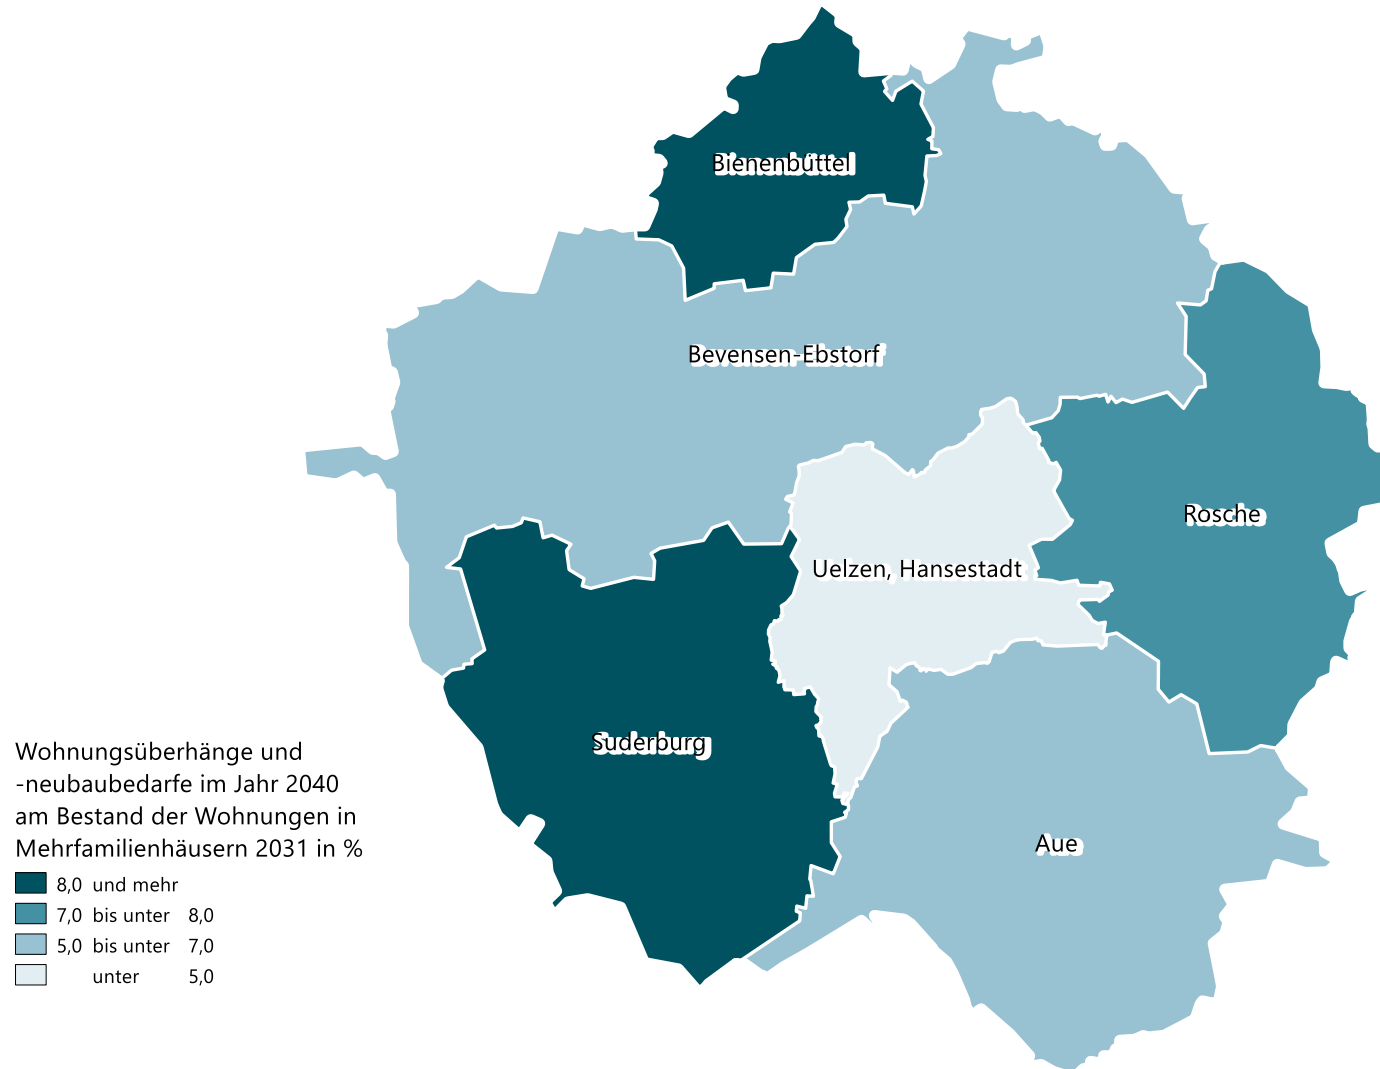 Bienenbüttel
Bevensen-Ebstorf
Rosche
Uelzen, Hansestadt
Suderburg
Aue
Wohnungsüberhänge und
-neubaubedarfe im Jahr 2040
am Bestand der Wohnungen in
Mehrfamilienhäusern 2031 in %
8,0 und mehr
7,0 bis unter 8,0
5,0 bis unter 7,0
unter 5,0